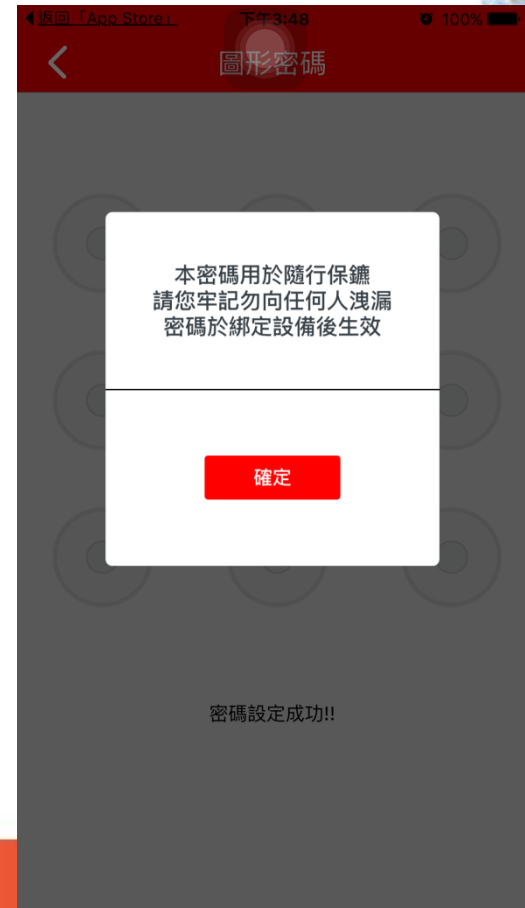 返回「App Store」 下午3:48 100%
圖形密碼
本密碼用於隨行保鑣
請您牢記勿向任何人洩漏
密碼於綁定設備後生效
確定
密碼設定成功!!